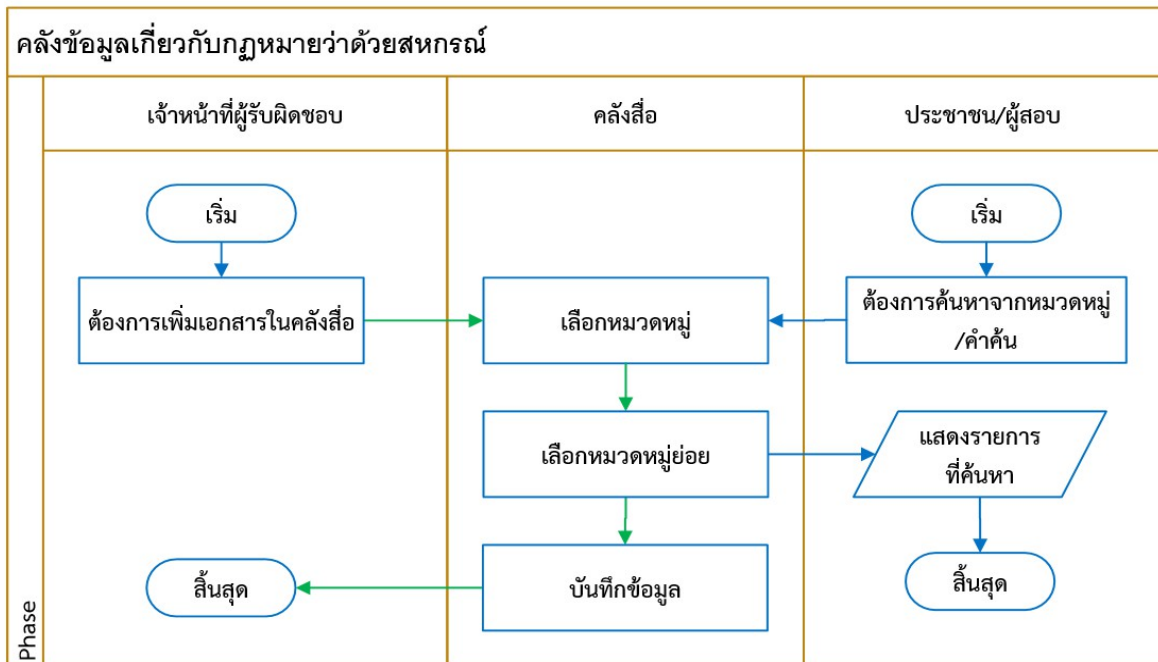 คลังข้อมูลเกี่ยวกับกฎหมายว่าด้วยสหกรณ์
เจ้าหน้าที่ผู้รับผิดชอบ
คลังสื่อ
ประชาชน/ผู้สอบ
เริ่ม
เริ่ม
ต้องการเพิ่มเอกสารในคลังสื่อ
เลือกหมวดหมู่
ต้องการค้นหาจากหมวดหมู่
/คำค้น
เลือกหมวดหมู่ย่อย
แสดงรายการ
ที่ค้นหา
สิ้นสุด
บันทึกข้อมูล
สิ้นสุด
Phase